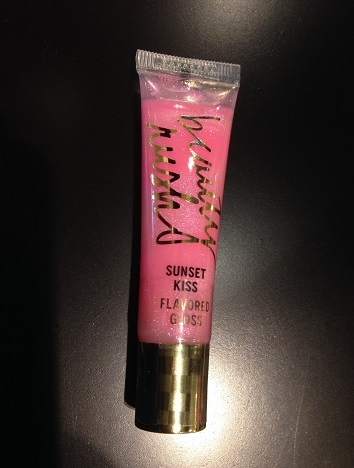 beauty
rush
SUNSET
KISS
FLAVORED
GLOSS